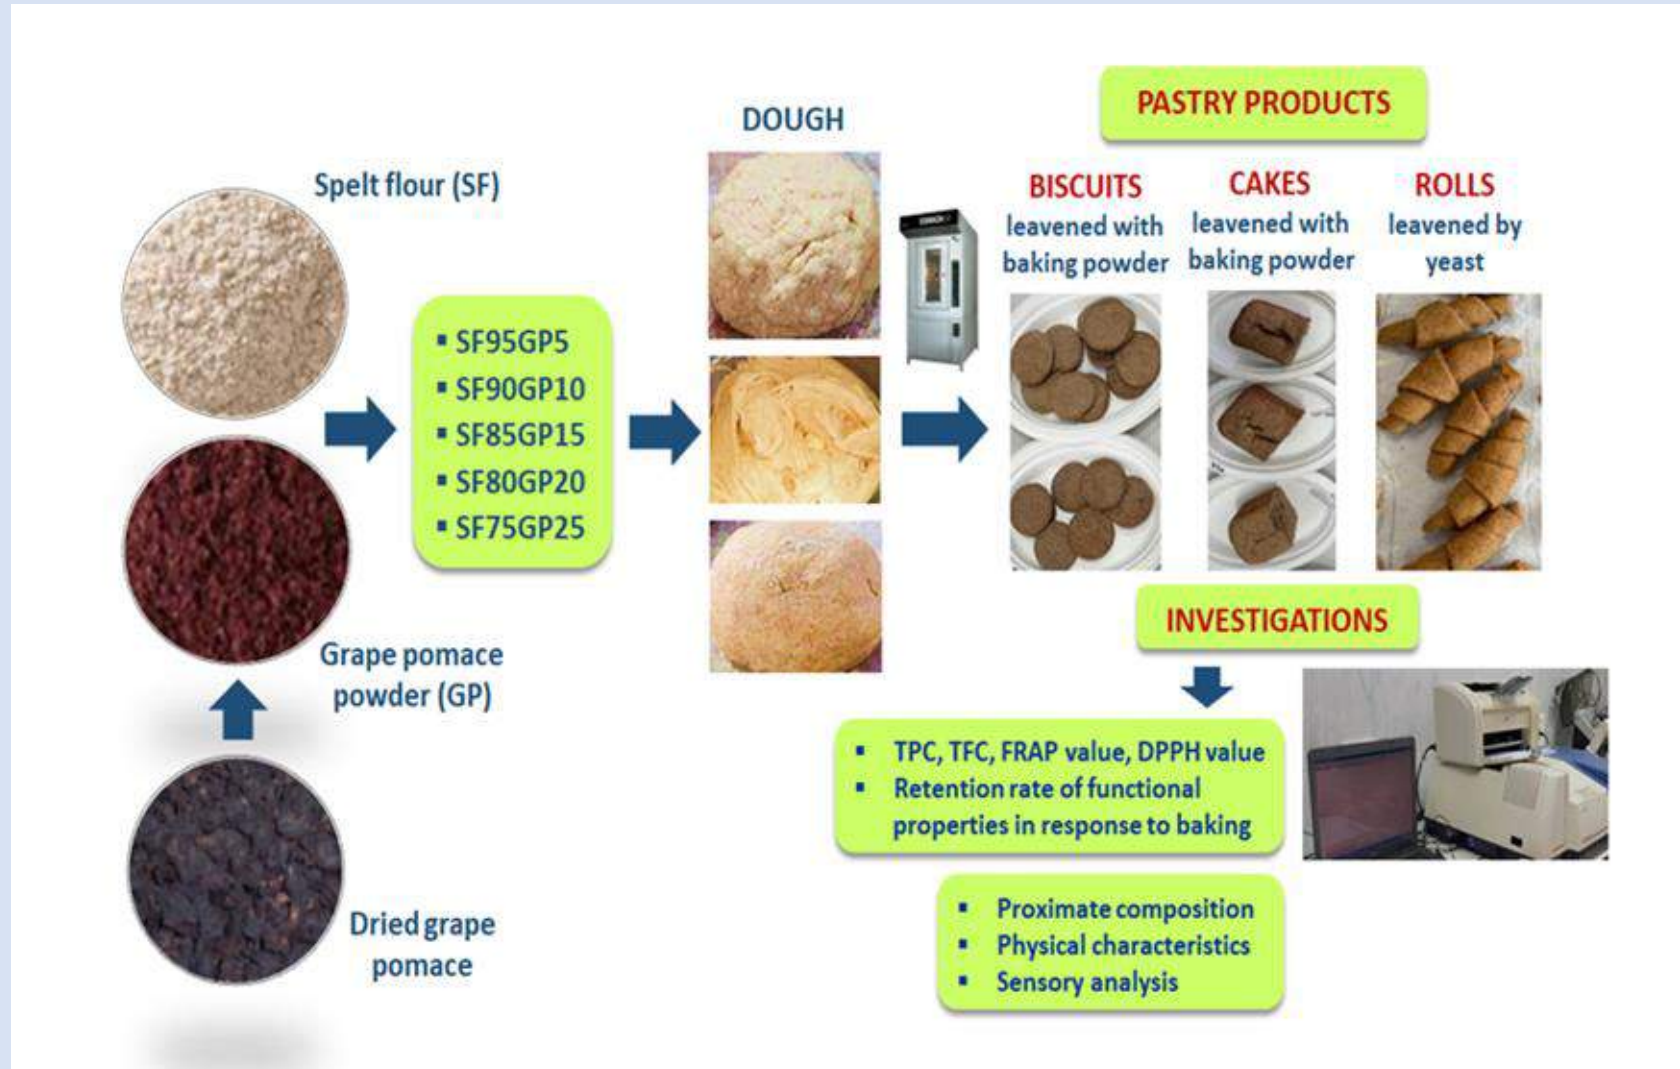 Spelt flour (SF)
Grape pomace
powder (GP)
Dried grape
pomace
▪ SF95GP5
▪ SF90GP10
▪ SF85GP15
▪ SF80GP20
▪ SF75GP25
DOUGH
PASTRY PRODUCTS
BISCUITS
leavened with
baking powder
CAKES
leavened with
baking powder
ROLLS
leavened by
yeast
INVESTIGATIONS
▪ TPC, TFC, FRAP value, DPPH value
▪ Retention rate of functional
properties in response to baking
▪ Proximate composition
▪ Physical characteristics
▪ Sensory analysis